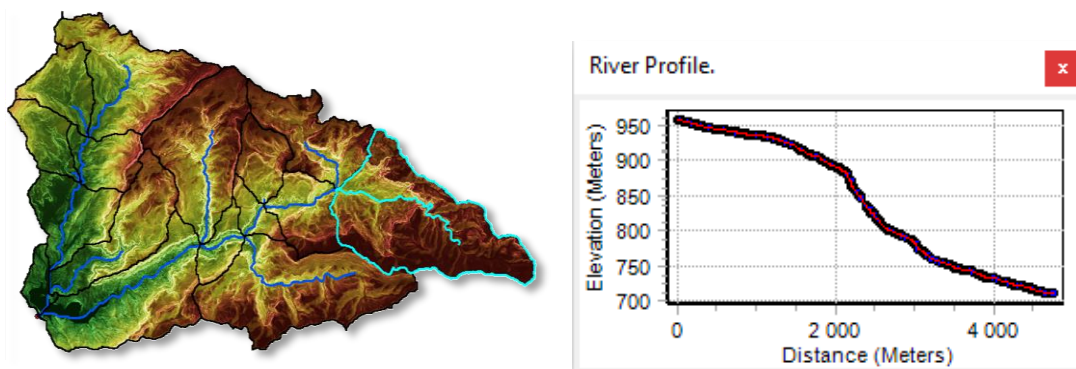 River Profile.
x
Elevation (Meters)
950
900
850
800
750
700
0
2 000
4 000
Distance (Meters)